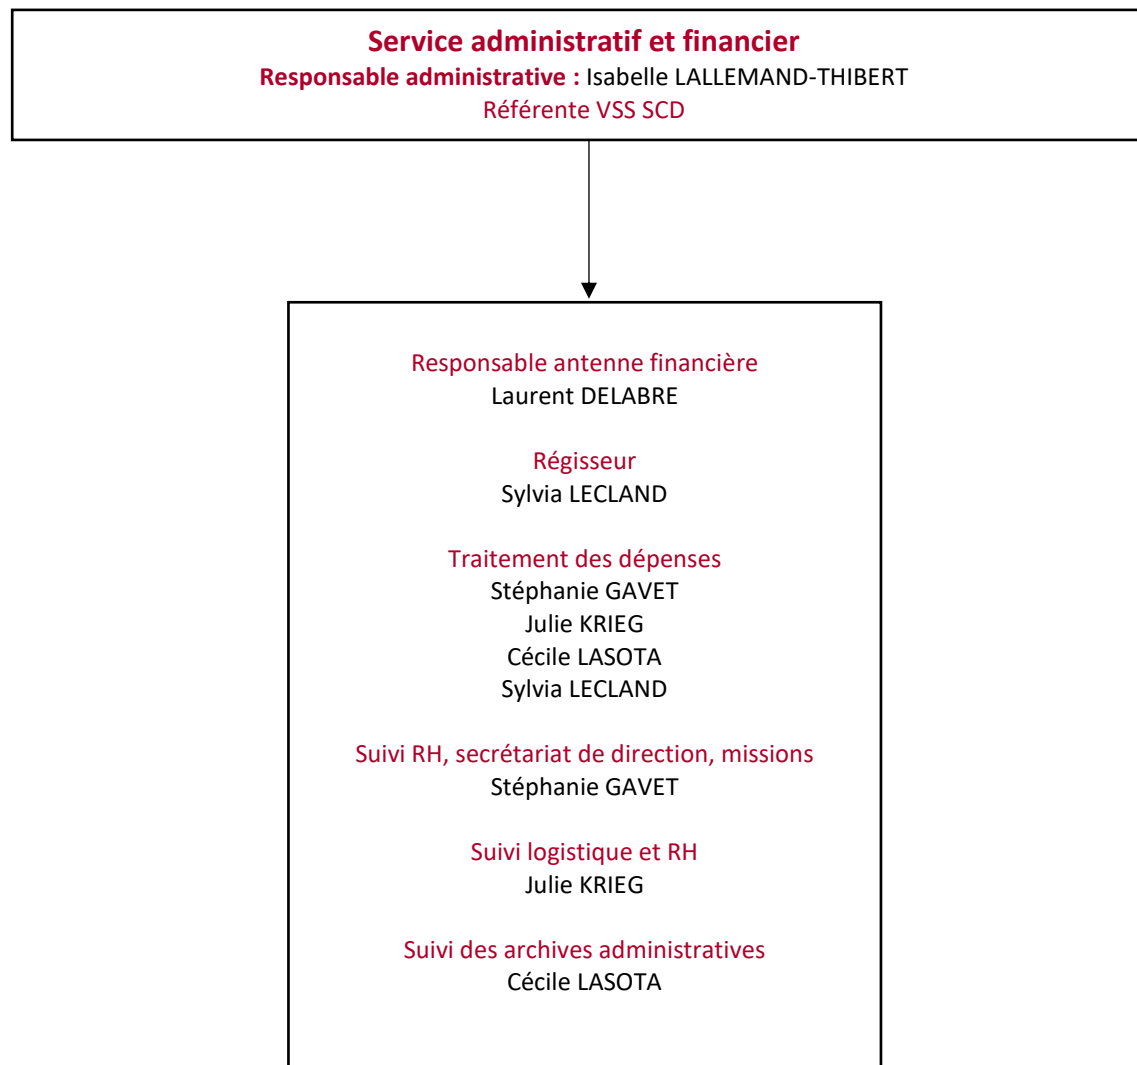 Service administratif et financier
Responsable administrative : Isabelle LALLEMAND-THIBERT
Référente VSS SCD
Responsable antenne financière
Laurent DELABRE
Régisseur
Sylvia LECLAND
Traitement des dépenses
Stéphanie GAVET
Julie KRIEG
Cécile LASOTA
Sylvia LECLAND
Suivi RH, secrétariat de direction, missions
Stéphanie GAVET
Suivi logistique et RH
Julie KRIEG
Suivi des archives administratives
Cécile LASOTA